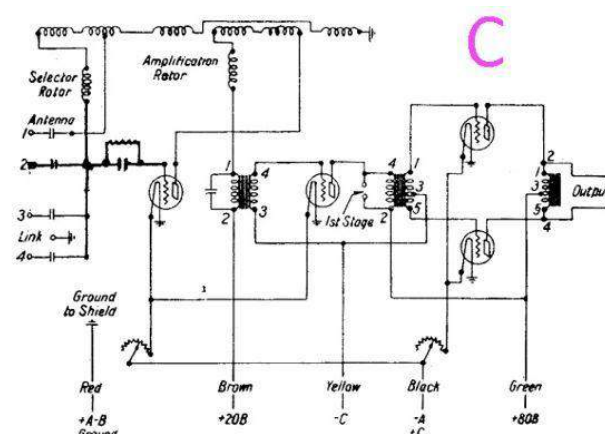 C
Selector
Rotor
Amplification
Rotor
Antenna
1
2
3
Link
4
1
2
4
3
1st Stage
4
2
1
3
5
2
1
3
5
4
Output
Ground
to Shield
Red
Brown
Yellow
Black
Green
+A-B
Ground
+20B
-C
-A
+C
+80B